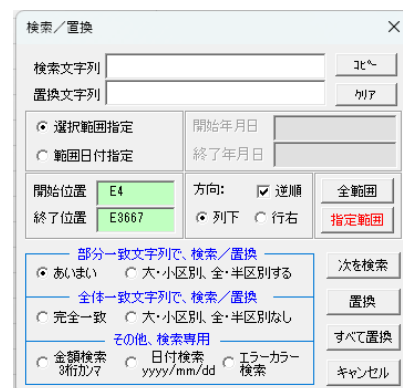 検索／置換
検索文字列 ｺﾋﾟｰ
置換文字列 ｸﾘｱ
選択範囲指定 開始年月日
範囲日付指定 終了年月日
開始位置 E4 方向: 逆順 全範囲
終了位置 E3667 列下 行右 指定範囲
部分一致文字列で、検索／置換 次を検索
あいまい 大・小区別、全・半区別する
全体一致文字列で、検索／置換 置換
完全一致 大・小区別、全・半区別なし
その他、検索専用 すべて置換
金額検索 日付検索 エラーカラー
3桁カンマ yyyy/mm/dd 検索 キャンセル